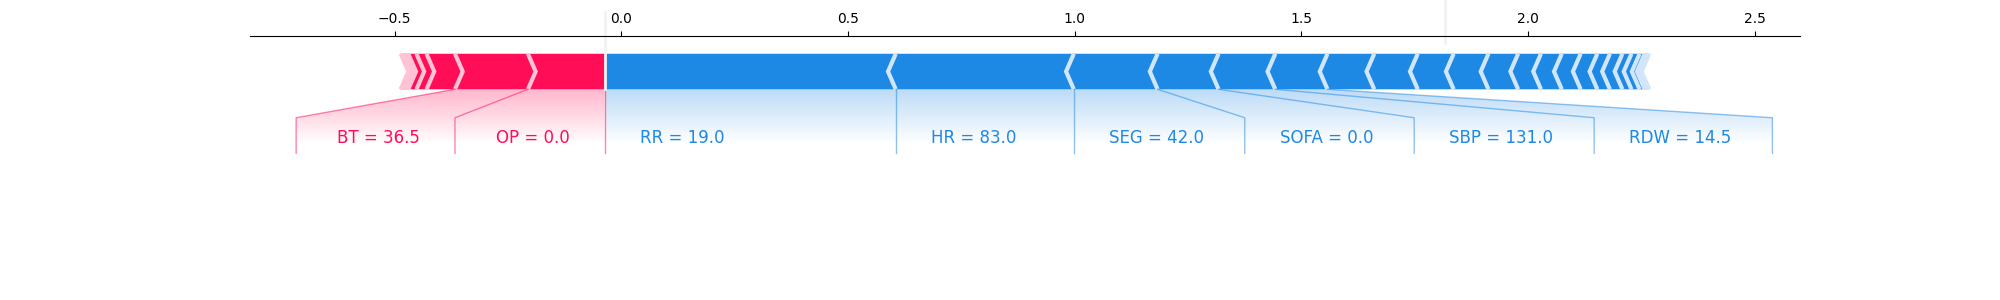 −0.5 0.0 0.5 1.0 1.5 2.0 2.5
BT = 36.5 OP = 0.0 RR = 19.0 HR = 83.0 SEG = 42.0 SOFA = 0.0 SBP = 131.0 RDW = 14.5